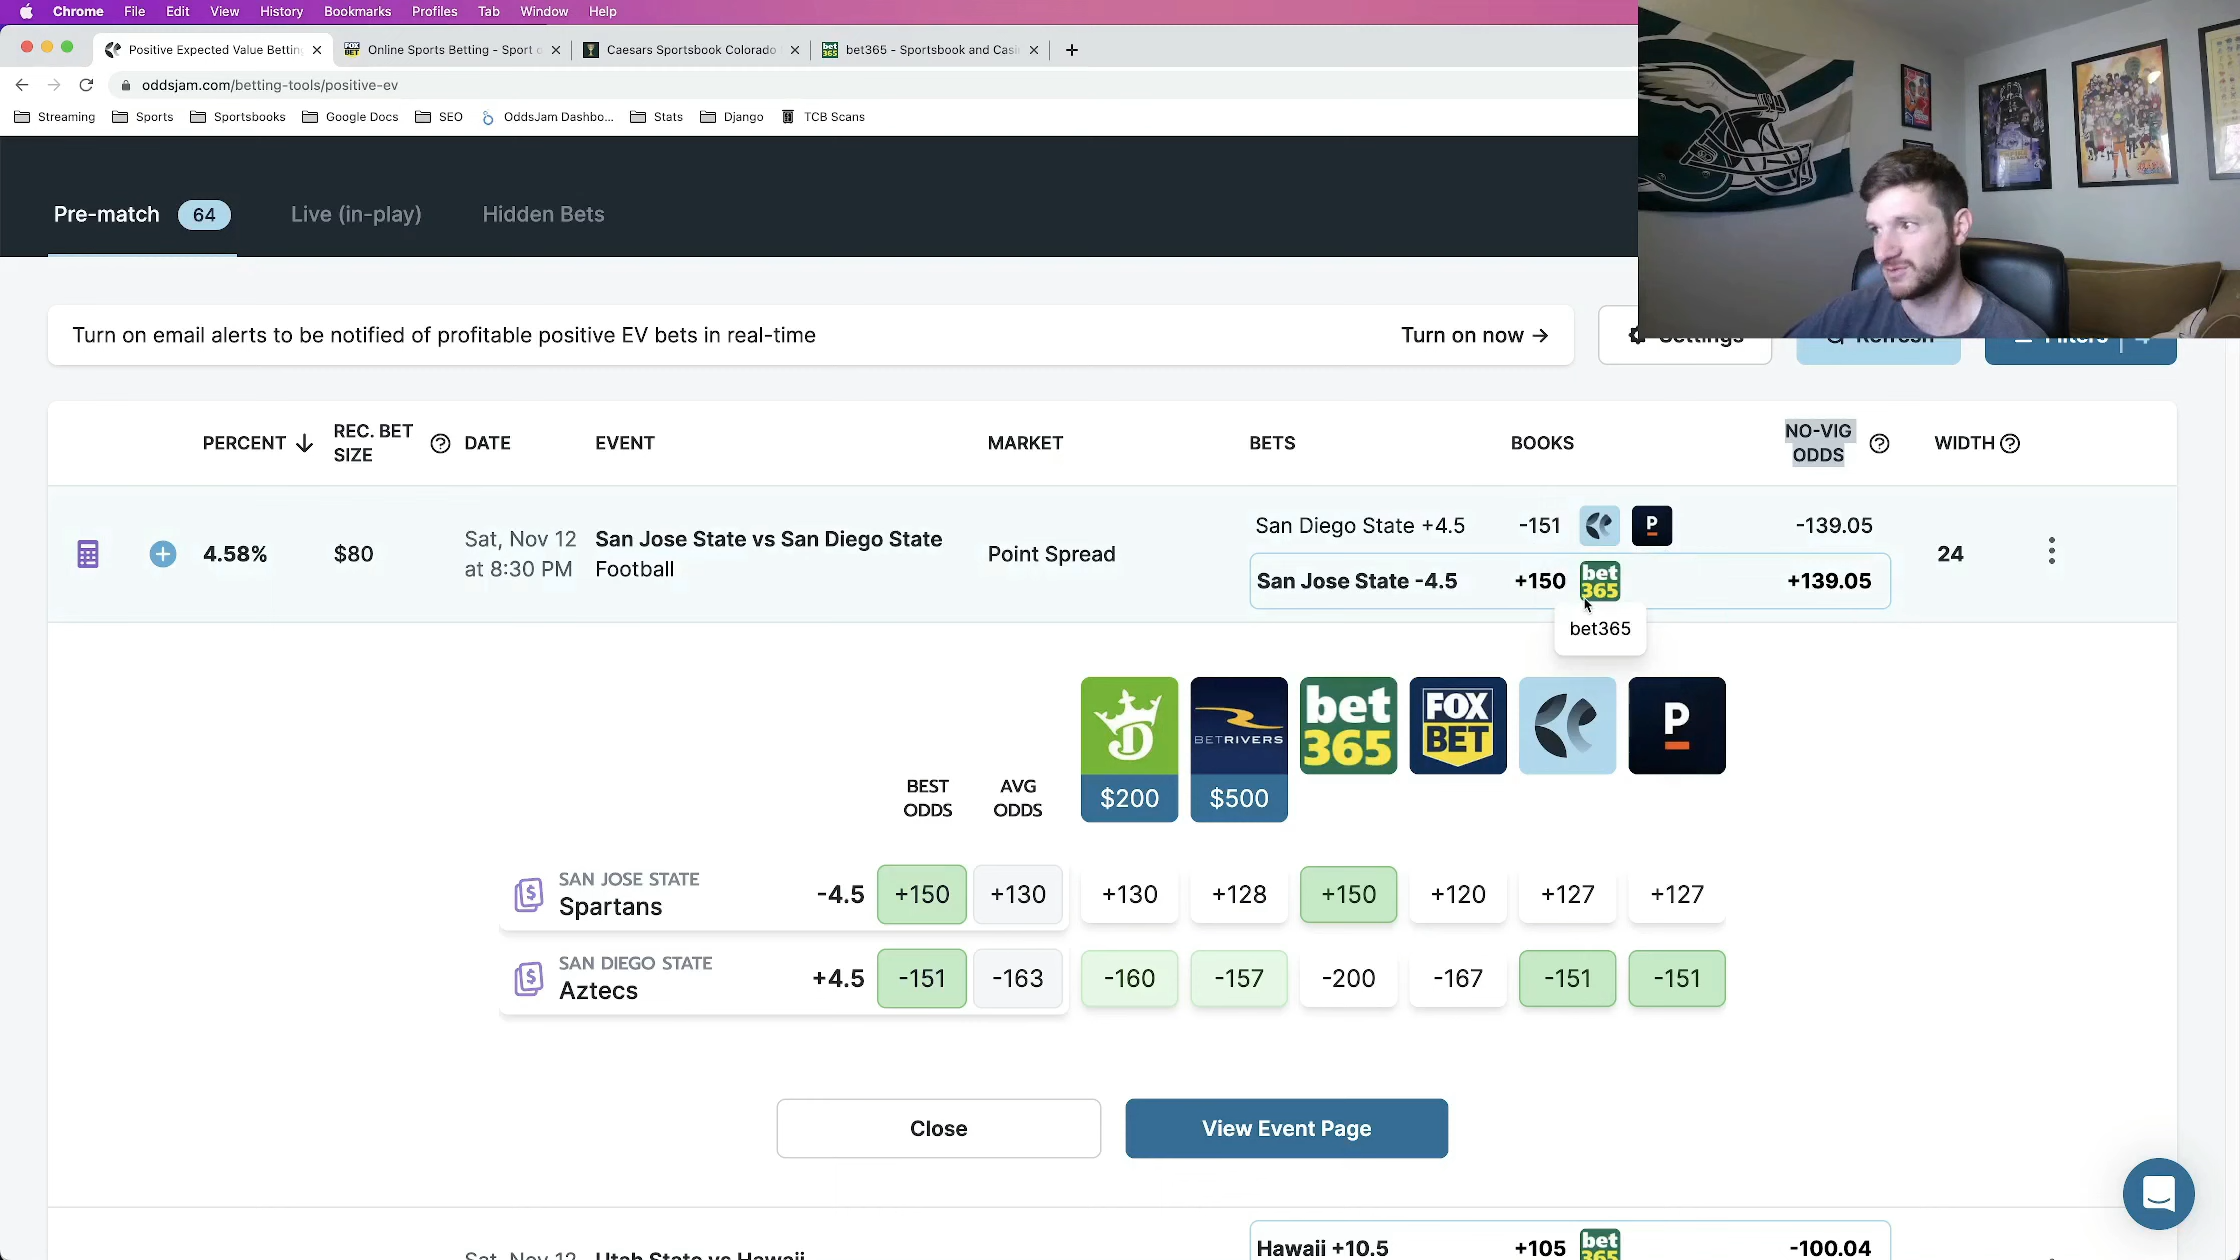 Chrome File Edit View History Bookmarks Profiles Tab Window Help
Positive Expected Value Betting
FOX BET Online Sports Betting - Sport
Caesars Sportsbook Colorado
bet365 bet365 - Sportsbook and Casi
oddsjam.com/betting-tools/positive-ev
Streaming Sports Sportsbooks Google Docs SEO OddsJam Dashbo... Stats Django TCB Scans
Pre-match 64 Live (in-play) Hidden Bets
Turn on email alerts to be notified of profitable positive EV bets in real-time Turn on now → Settings Refresh Filters
PERCENT REC. BET SIZE DATE EVENT MARKET BETS BOOKS NO-VIG ODDS WIDTH
San Diego State +4.5 -151 P -139.05
4.58% $80 Sat, Nov 12 at 8:30 PM San Jose State vs San Diego State Football Point Spread 24
San Jose State -4.5 +150 bet365 +139.05
bet365
D BETRIVERS bet365 FOX BET P
BEST ODDS AVG ODDS $200 $500
SAN JOSE STATE
Spartans -4.5 +150 +130 +130 +128 +150 +120 +127 +127
SAN DIEGO STATE
Aztecs +4.5 -151 -163 -160 -157 -200 -167 -151 -151
Close View Event Page
Sat, Nov 12 Utah State vs Hawaii Hawaii +10.5 +105 bet365 -100.04